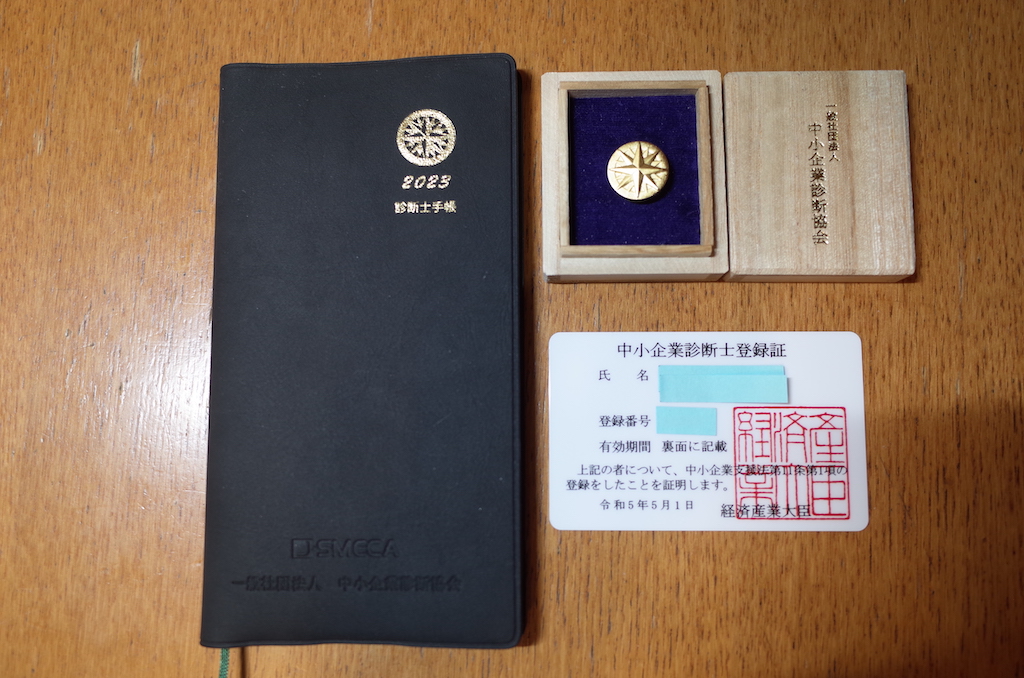 2023
診断士手帳
J-SMECA
一般社団法人 中小企業診断協会
一般社団法人
中小企業診断協会
中小企業診断士登録証
氏 名
登録番号
有効期間 裏面に記載
上記の者について、中小企業支援法第11条第1項の
登録をしたことを証明します。
令和5年5月1日
経済産業大臣